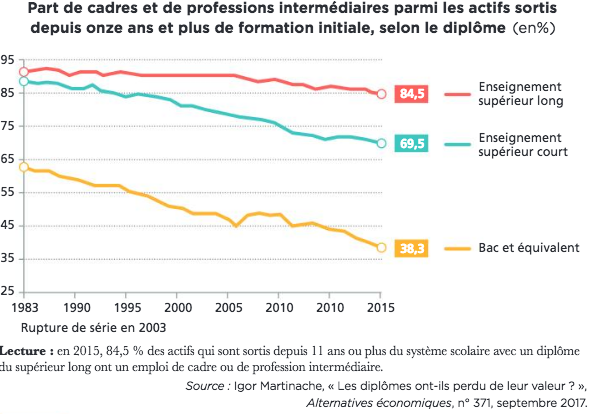 Part de cadres et de professions intermédiaires parmi les actifs sortis
depuis onze ans et plus de formation initiale, selon le diplôme (en%)
95
85
75
65
55
45
35
25
84,5
Enseignement
supérieur long
69,5
Enseignement
supérieur court
38,3
Bac et équivalent
1983 1990 1995 2000 2005 2010 2010 2015
Rupture de série en 2003
Lecture : en 2015, 84,5 % des actifs qui sont sortis depuis 11 ans ou plus du système scolaire avec un diplôme
du supérieur long ont un emploi de cadre ou de profession intermédiaire.
Source : Igor Martinache, « Les diplômes ont-ils perdu de leur valeur ? »,
Alternatives économiques, n° 371, septembre 2017.